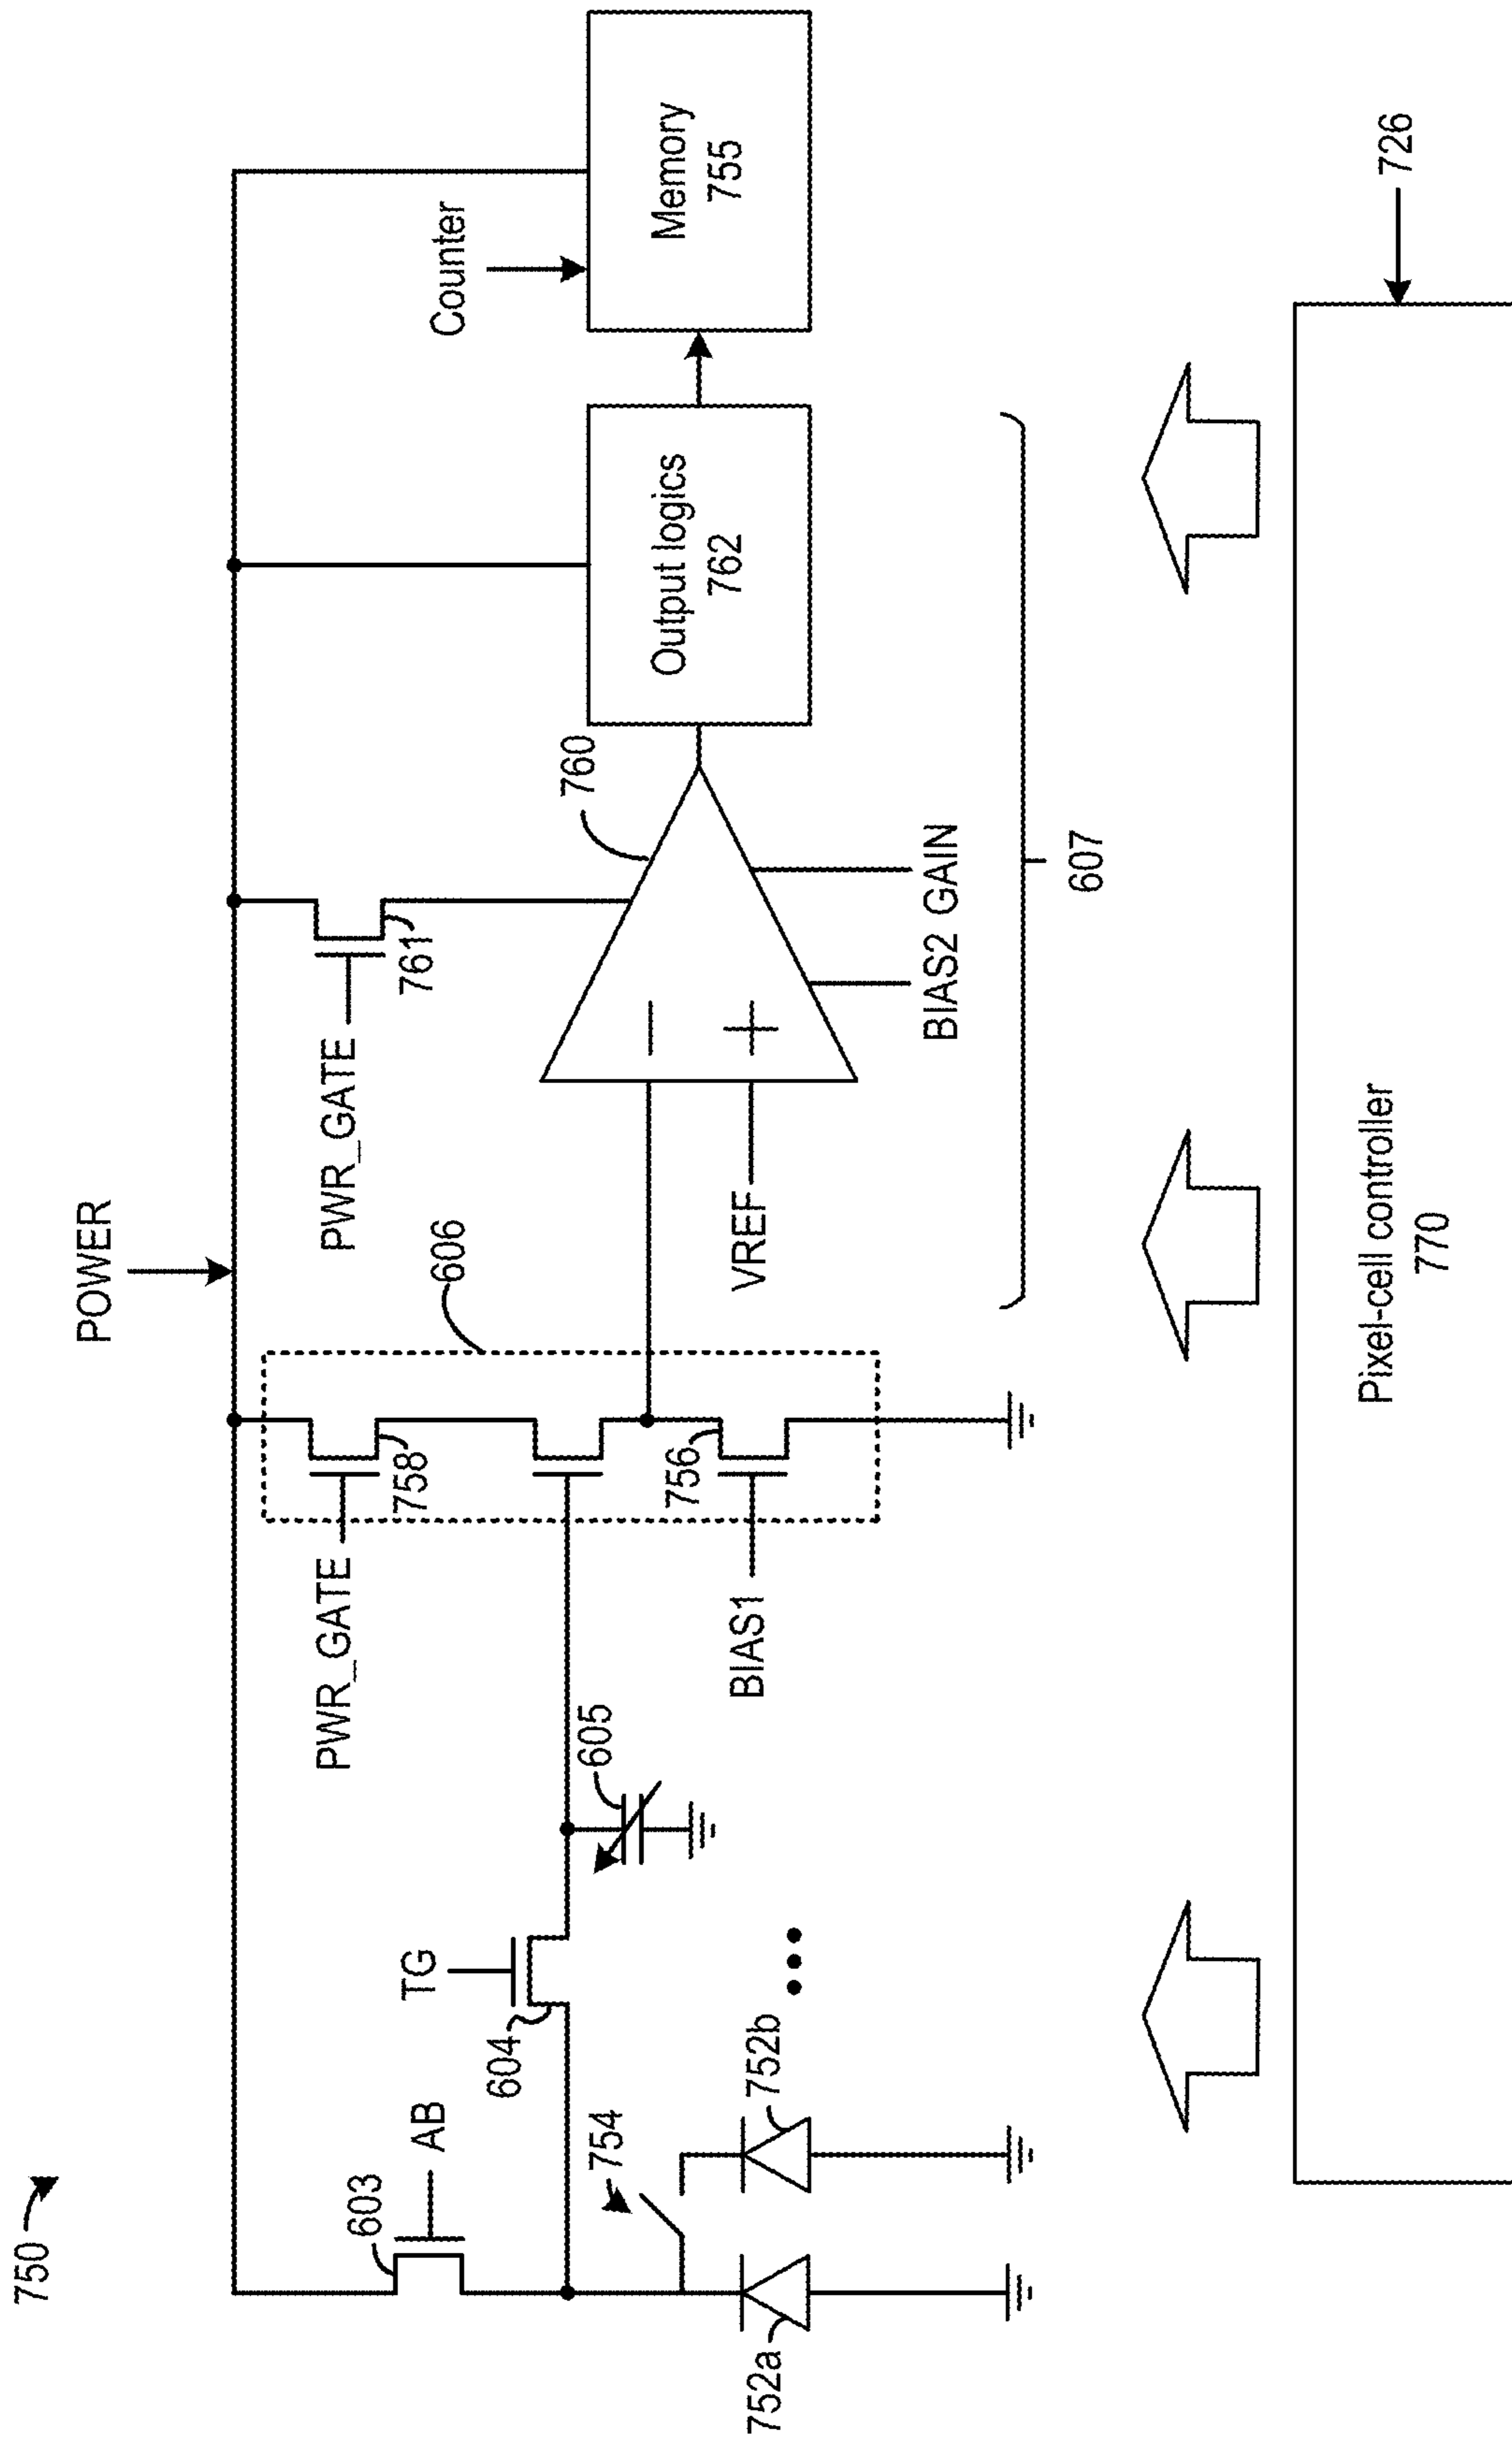 750
POWER
603
AB
TG
604
605
754
752a
752b
PWR_GATE
758
606
BIAS1
756
PWR_GATE
761
760
VREF
BIAS2
GAIN
Output logics
762
Counter
Memory
755
607
Pixel-cell controller
770
726